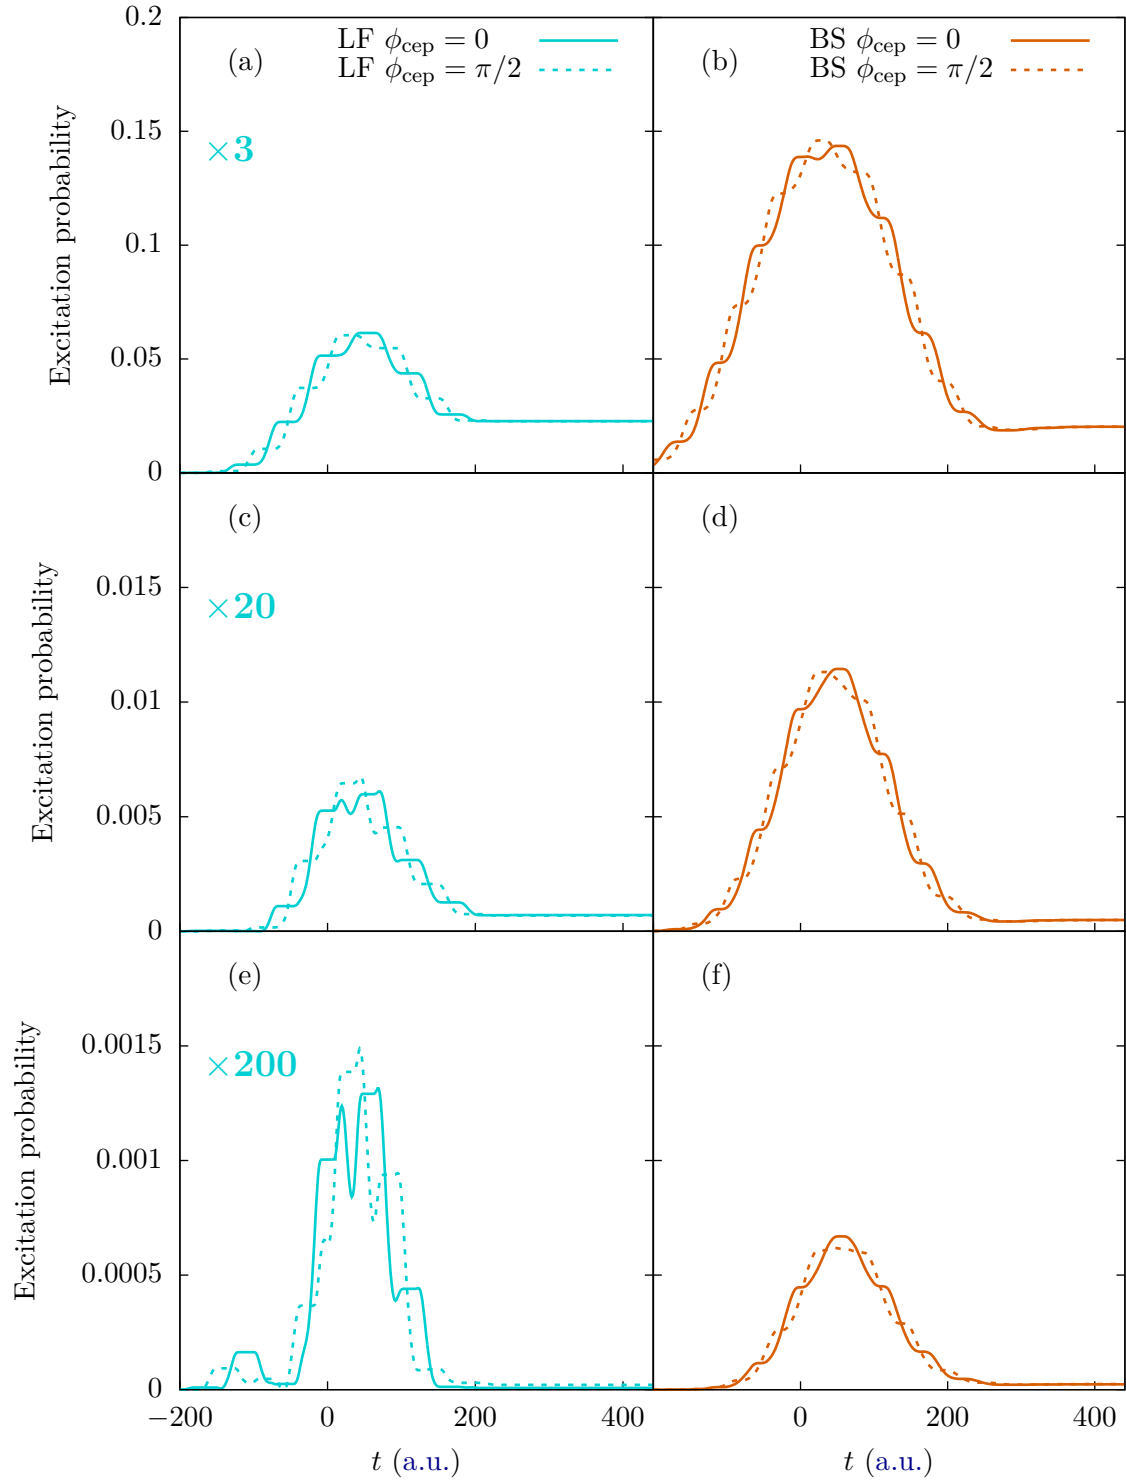 0.2
(a)
LF ϕcep = 0
LF ϕcep = π/2
(b)
BS ϕcep = 0
BS ϕcep = π/2
0.15
×3
0.1
0.05
0
Excitation probability
(c)
(d)
0.015
×20
0.01
0.005
0
Excitation probability
(e)
(f)
0.0015
×200
0.001
0.0005
0
Excitation probability
−200 0 200 400 0 200 400
t (a.u.) t (a.u.)